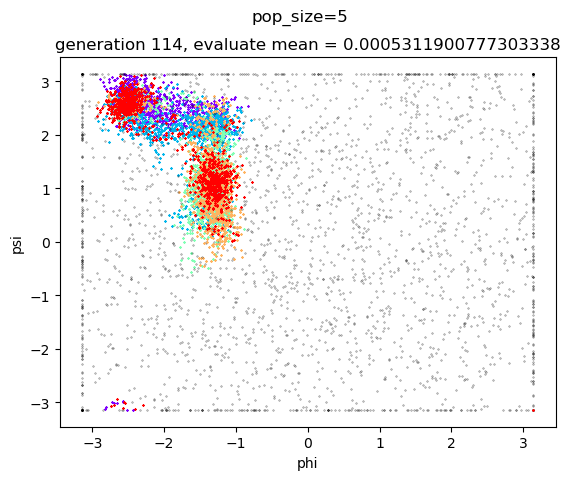 pop_size=5
generation 114, evaluate mean = 0.0005311900777303338
3
2
1
0
−1
−2
−3
psi
−3 −2 −1 0 1 2 3
phi